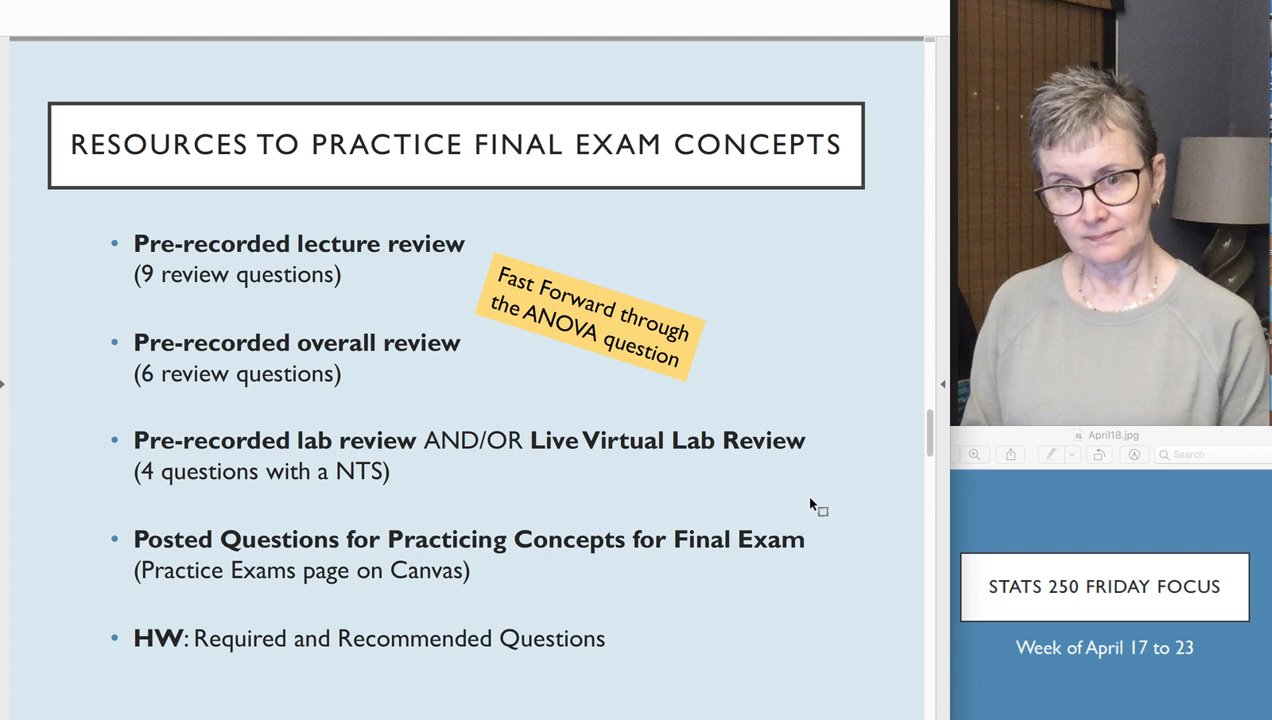 RESOURCES TO PRACTICE FINAL EXAM CONCEPTS
• Pre-recorded lecture review
(9 review questions)
Fast Forward through
the ANOVA question
• Pre-recorded overall review
(6 review questions)
• Pre-recorded lab review AND/OR Live Virtual Lab Review
(4 questions with a NTS)
• Posted Questions for Practicing Concepts for Final Exam
(Practice Exams page on Canvas)
• HW: Required and Recommended Questions
April18.jpg
Search
STATS 250 FRIDAY FOCUS
Week of April 17 to 23